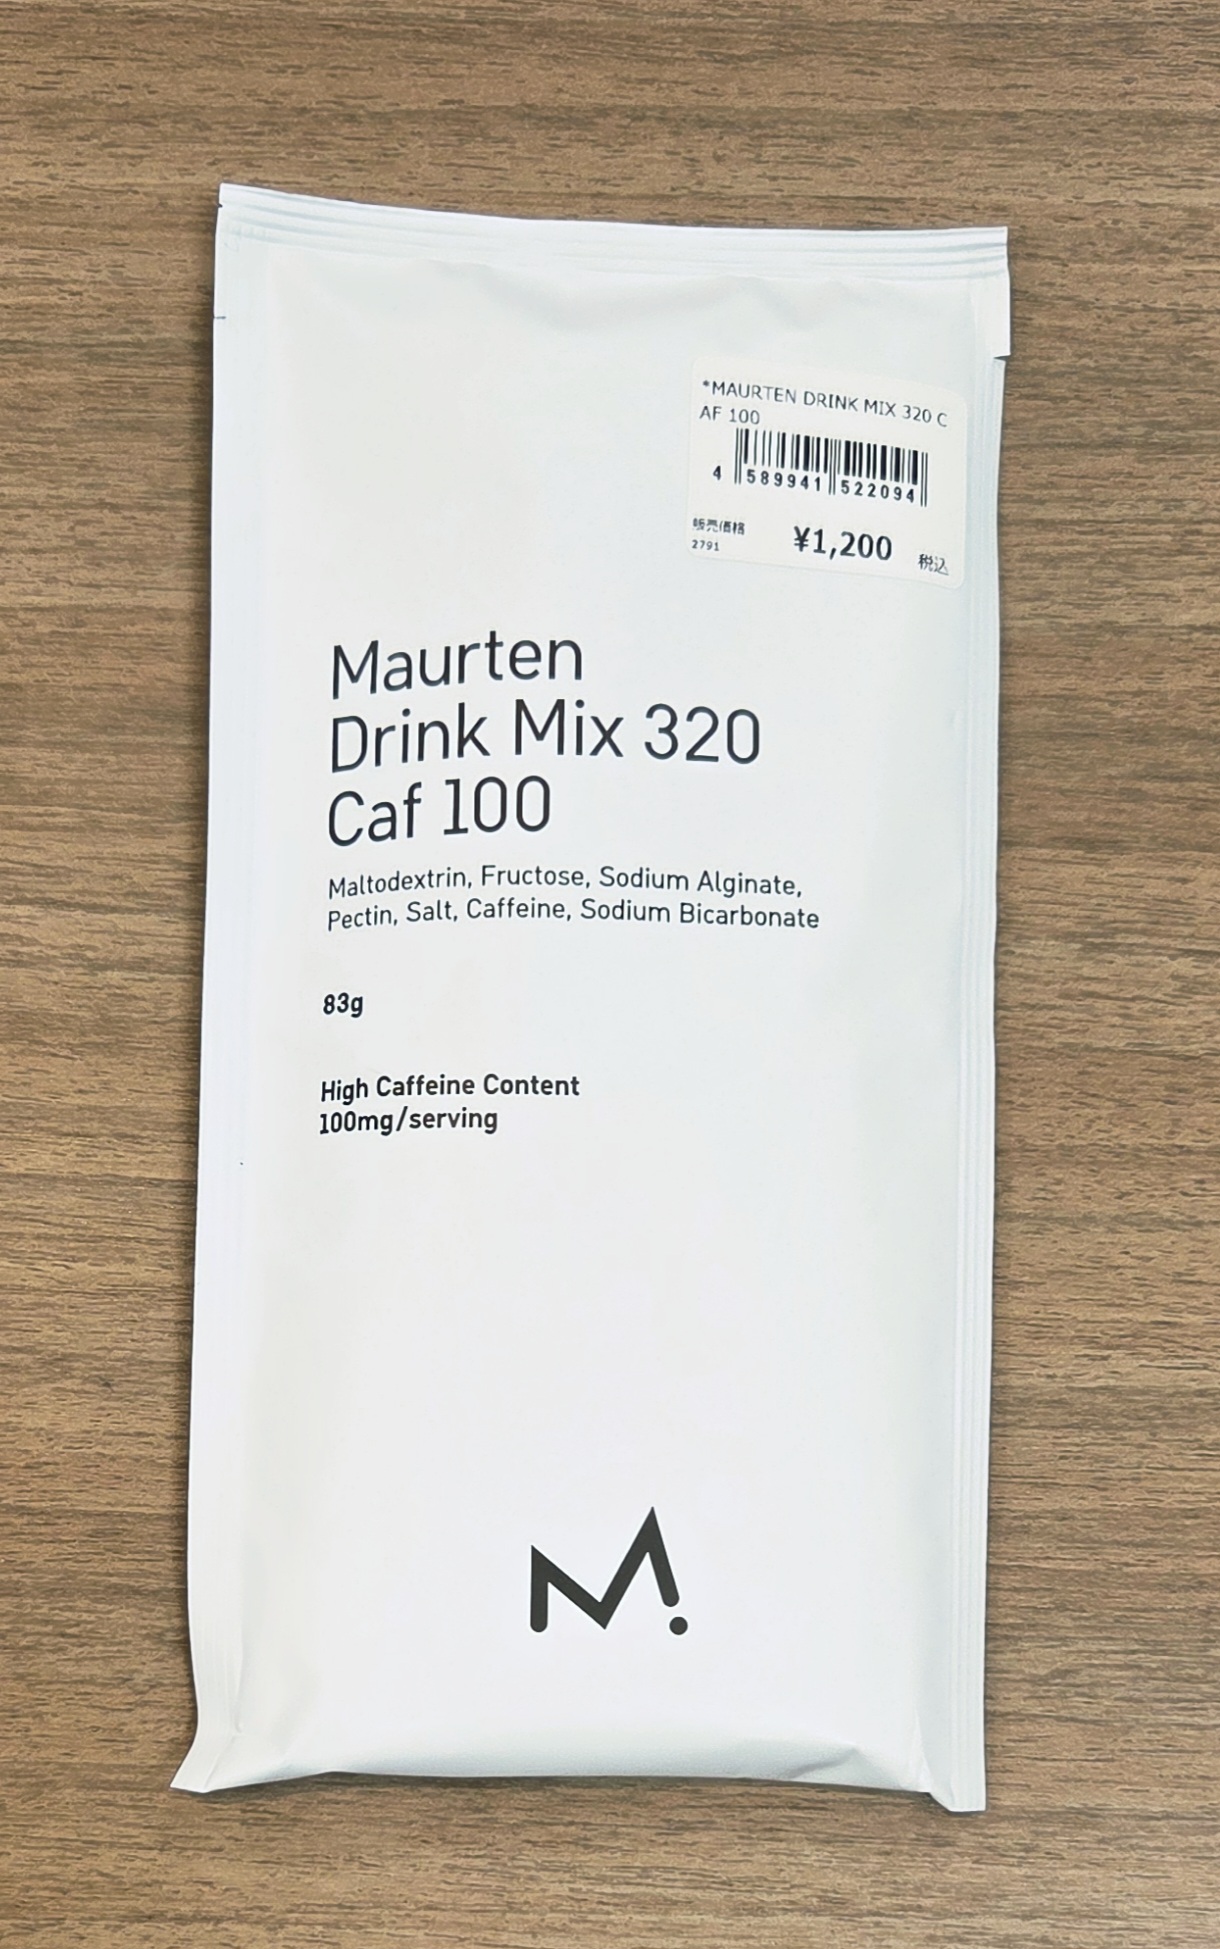 *MAURTEN DRINK MIX 320 C
AF 100
4 589941 522094
販売価格
2791
¥1,200 税込
Maurten
Drink Mix 320
Caf 100
Maltodextrin, Fructose, Sodium Alginate,
Pectin, Salt, Caffeine, Sodium Bicarbonate
83g
High Caffeine Content
100mg/serving
M.